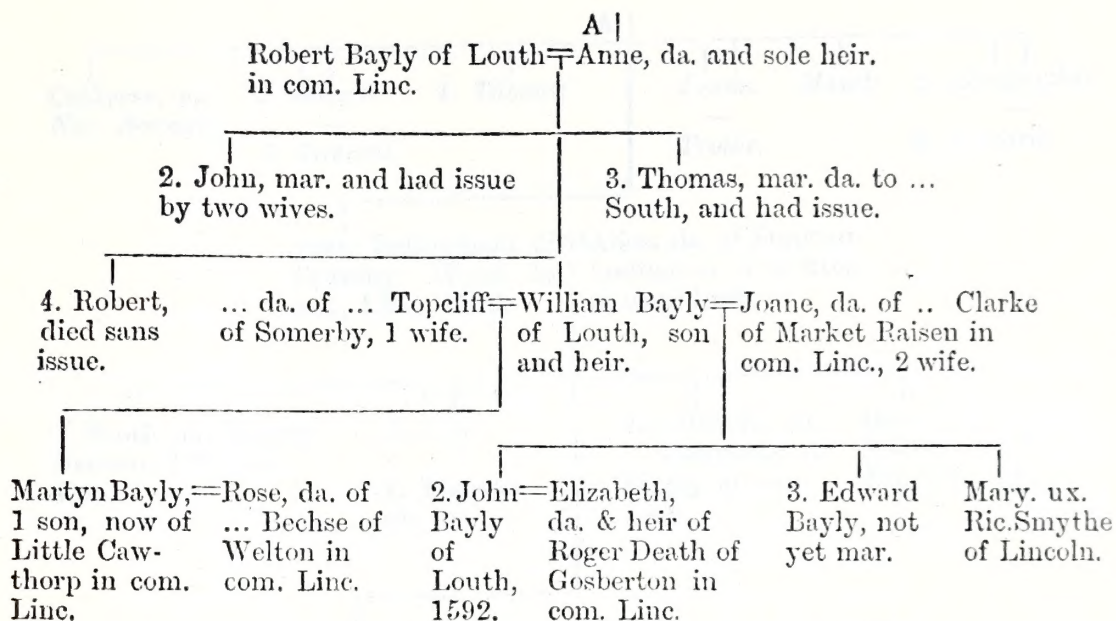 A
Robert Bayly of Louth=Anne, da. and sole heir.
in com. Linc.
2. John, mar. and had issue
by two wives.
3. Thomas, mar. da. to ...
South, and had issue.
4. Robert,
died sans
issue.
... da. of ... Topcliff=
of Somerby, 1 wife.
William Bayly=
of Louth, son
and heir.
Joane, da. of .. Clarke
of Market Raisen in
com. Linc., 2 wife.
Martyn Bayly,=
1 son, now of
Little Caw-
thorp in com.
Linc.
Rose, da. of
... Bechse of
Welton in
com. Linc.
2. John=
Bayly
of
Louth,
1592.
Elizabeth,
da. & heir of
Roger Death of
Gosberton in
com. Linc.
3. Edward
Bayly, not
yet mar.
Mary. ux.
Ric. Smythe
of Lincoln.